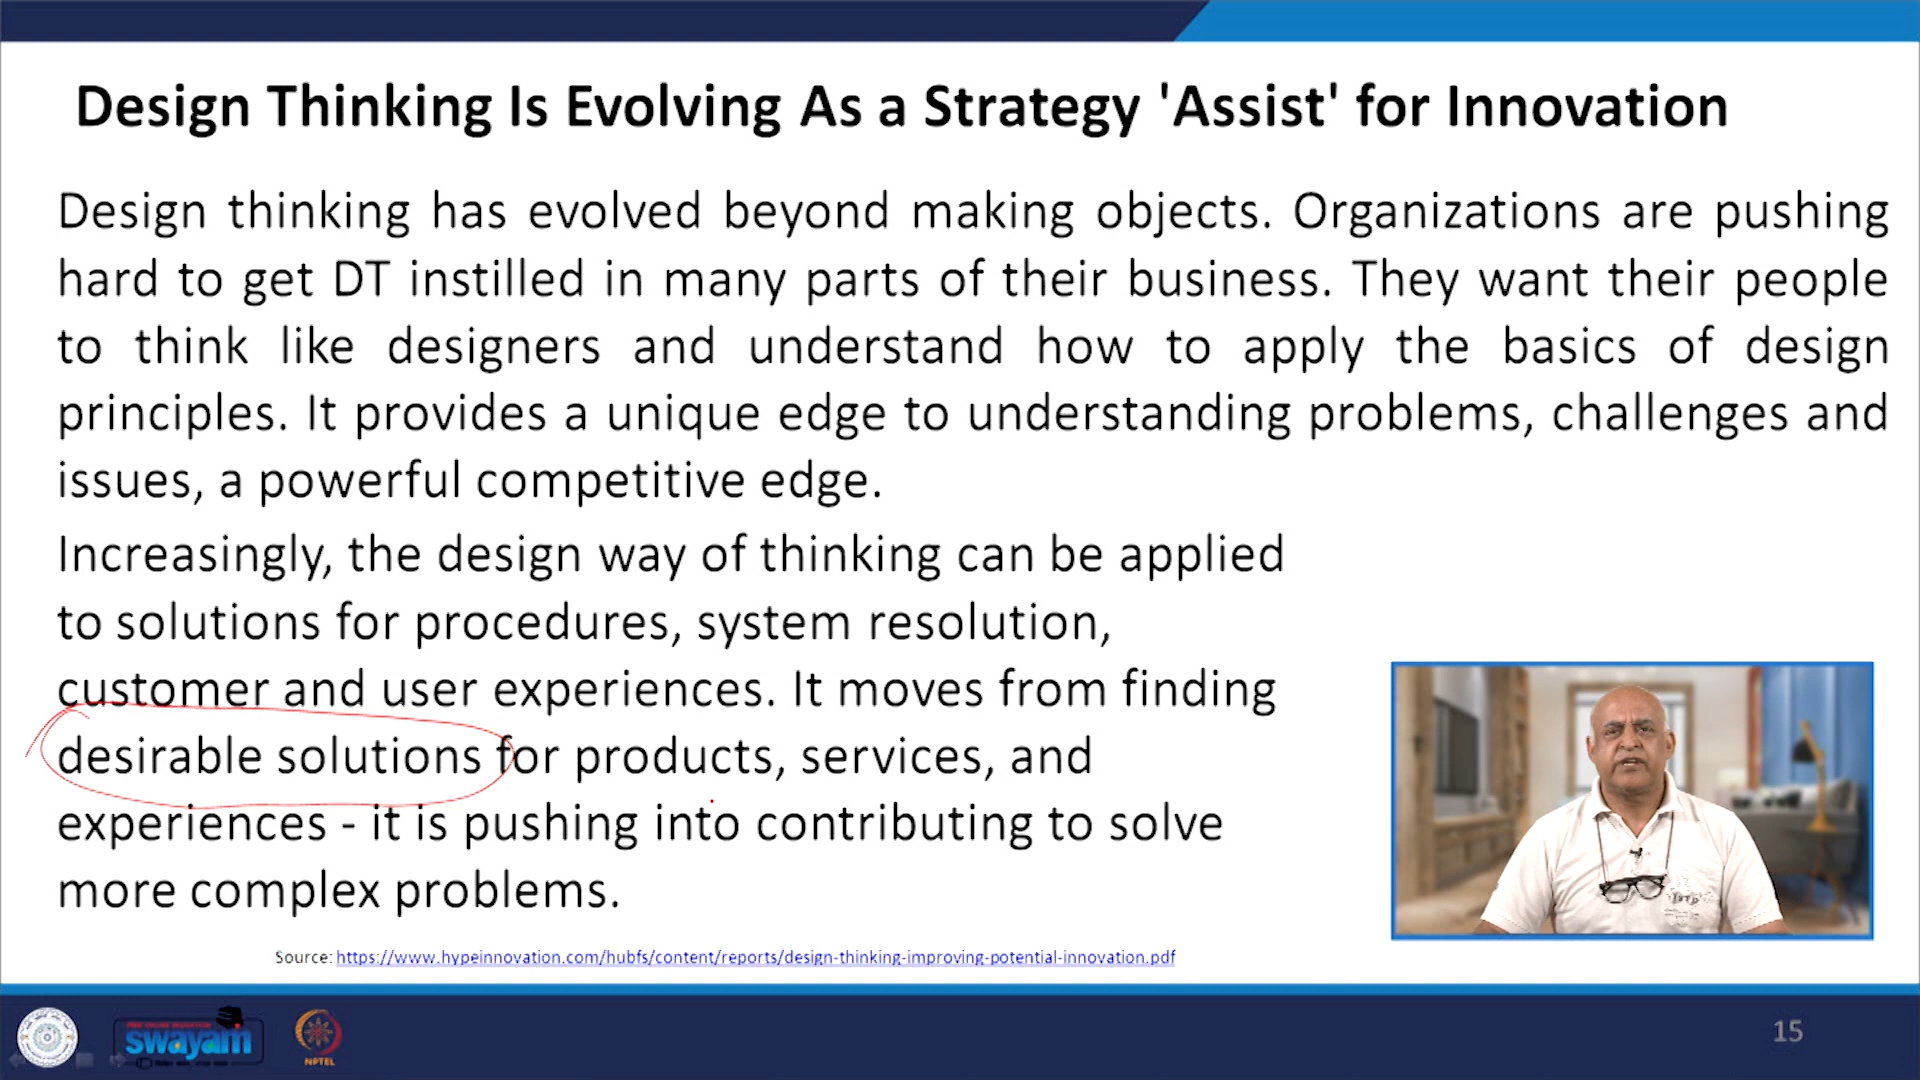 Design Thinking Is Evolving As a Strategy 'Assist' for Innovation
Design thinking has evolved beyond making objects. Organizations are pushing
hard to get DT instilled in many parts of their business. They want their people
to think like designers and understand how to apply the basics of design
principles. It provides a unique edge to understanding problems, challenges and
issues, a powerful competitive edge.
Increasingly, the design way of thinking can be applied
to solutions for procedures, system resolution,
customer and user experiences. It moves from finding
desirable solutions for products, services, and
experiences - it is pushing into contributing to solve
more complex problems.
Source: https://www.hypeinnovation.com/hubfs/content/reports/design-thinking-improving-potential-innovation.pdf
swayam
NPTEL
15